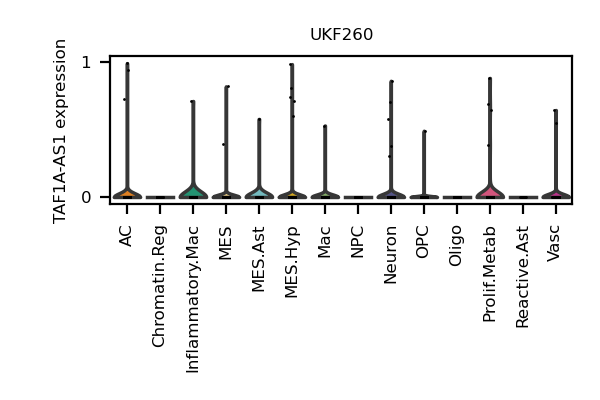 UKF260
TAF1A-AS1 expression
1
0
AC
Chromatin.Reg
Inflammatory.Mac
MES
MES.Ast
MES.Hyp
Mac
NPC
Neuron
OPC
Oligo
Prolif.Metab
Reactive.Ast
Vasc